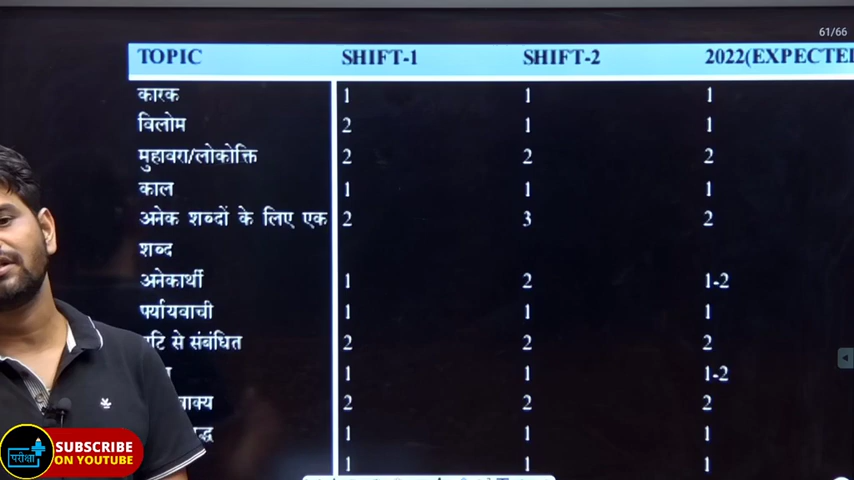 61/66
TOPIC SHIFT-1 SHIFT-2 2022(EXPECTED
कारक 1 1 1
विलोम 2 1 1
मुहावरा/लोकोक्ति 2 2 2
काल 1 1 1
अनेक शब्दों के लिए एक 2 3 2
शब्द
अनेकार्थी 1 2 1-2
पर्यायवाची 1 1 1
से संबंधित 2 2 2
1 1 1-2
वाक्य 2 2 2
1 1 1
1 1 1
परीक्षा
SUBSCRIBE
ON YOUTUBE